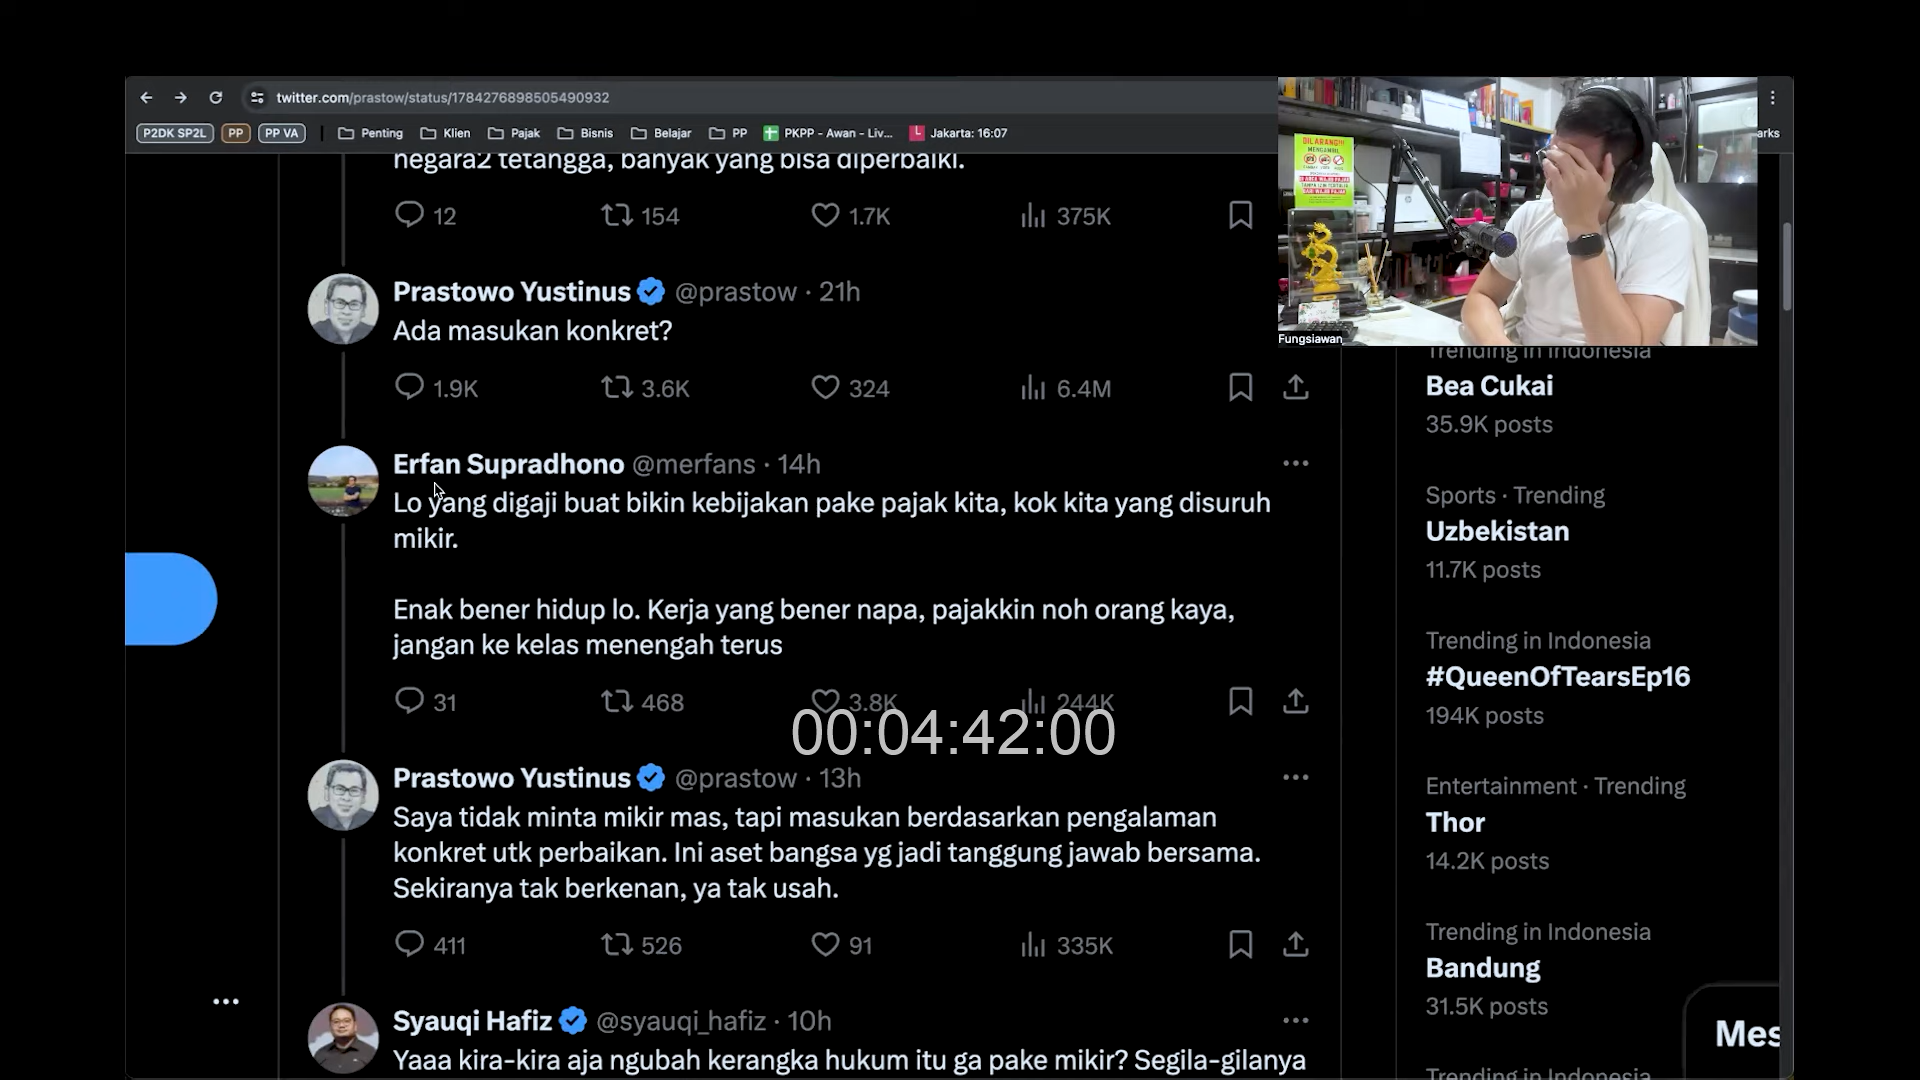 twitter.com/prastow/status/1784276898505490932
P2DK SP2L PP PP VA Penting Klien Pajak Bisnis Belajar PP PKPP - Awan - Liv... Jakarta: 16:07
arks
negara2 tetangga, banyak yang bisa diperbaiki.
12 154 1.7K 375K
Prastowo Yustinus @prastow · 21h
Ada masukan konkret?
1.9K 3.6K 324 6.4M
Erfan Supradhono @merfans · 14h
Lo yang digaji buat bikin kebijakan pake pajak kita, kok kita yang disuruh
mikir.
Enak bener hidup lo. Kerja yang bener napa, pajakkin noh orang kaya,
jangan ke kelas menengah terus
31 468 3.8K 244K
00:04:42:00
Prastowo Yustinus @prastow · 13h
Saya tidak minta mikir mas, tapi masukan berdasarkan pengalaman
konkret utk perbaikan. Ini aset bangsa yg jadi tanggung jawab bersama.
Sekiranya tak berkenan, ya tak usah.
411 526 91 335K
Syauqi Hafiz @syauqi_hafiz · 10h
Yaaa kira-kira aja ngubah kerangka hukum itu ga pake mikir? Segila-gilanya
DILARANG!!!
MENGAMBIL
Fungsiawan
Trending in Indonesia
Bea Cukai
35.9K posts
Sports · Trending
Uzbekistan
11.7K posts
Trending in Indonesia
#QueenOfTearsEp16
194K posts
Entertainment · Trending
Thor
14.2K posts
Trending in Indonesia
Bandung
31.5K posts
Trending in Indonesia
Mes